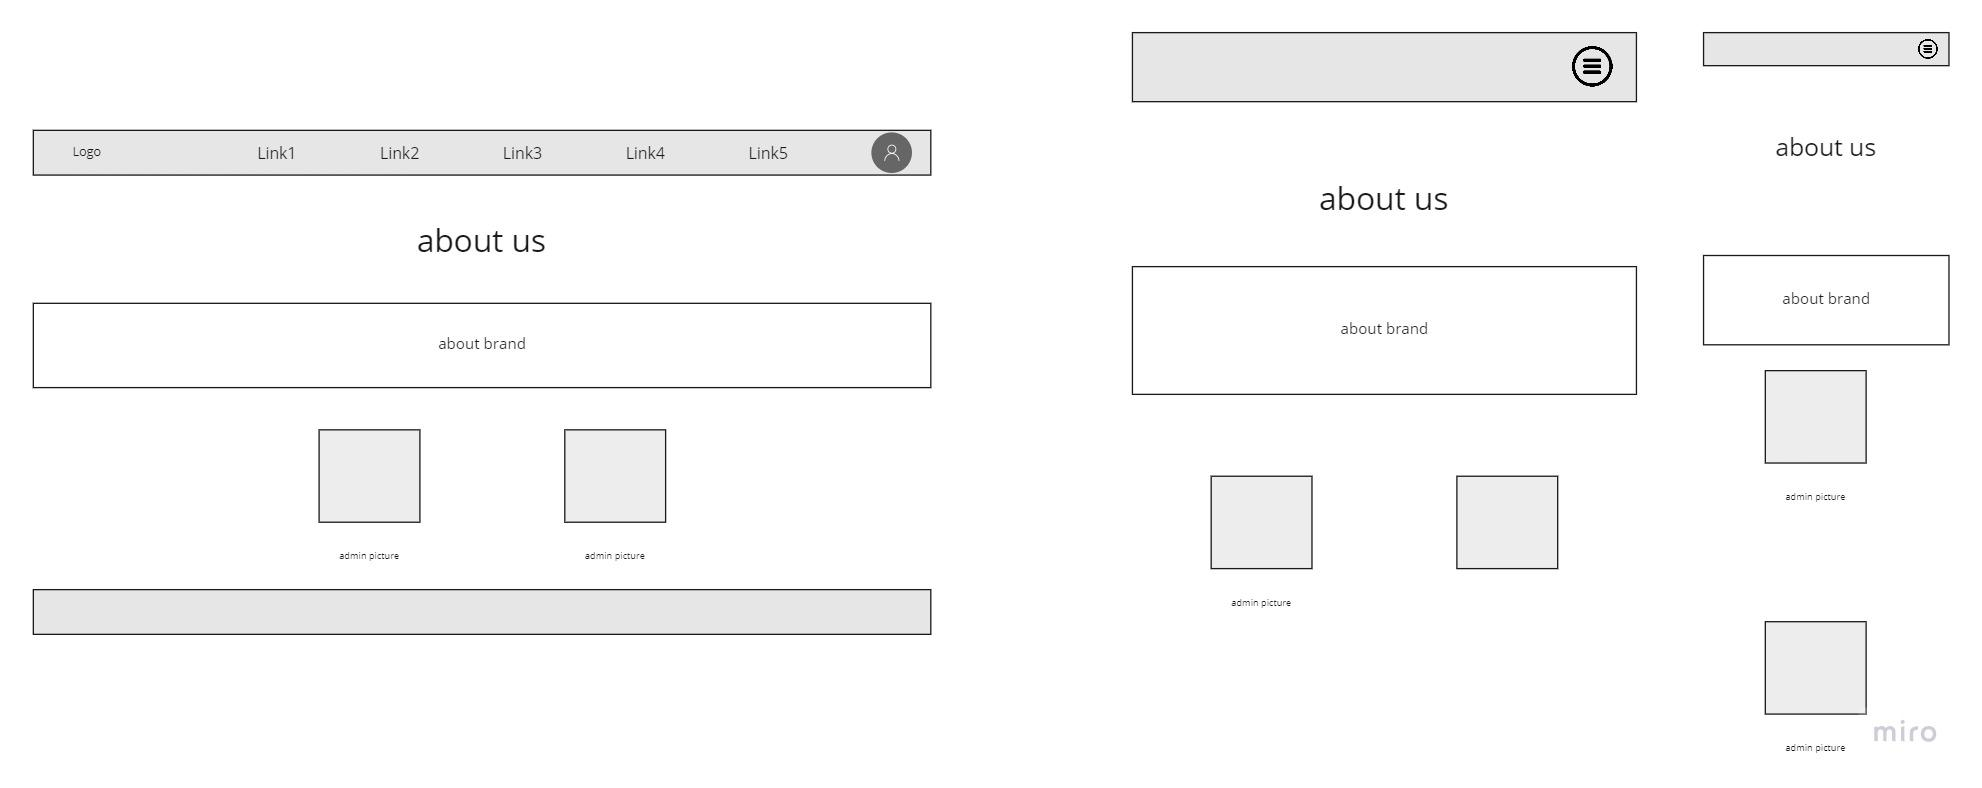 Logo
Link1
Link2
Link3
Link4
Link5
about us
about brand
admin picture
admin picture
about us
about brand
admin picture
about us
about brand
admin picture
admin picture
miro